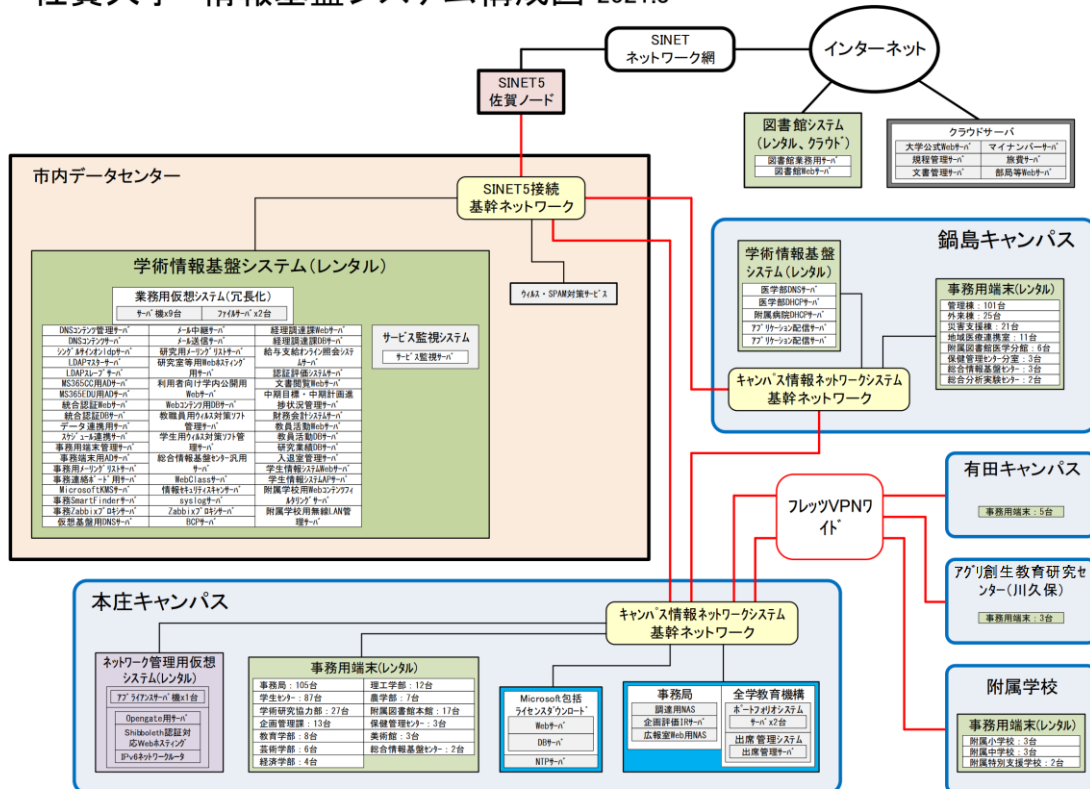 佐賀大学 情報基盤システム構成図 2021.3
SINET
ネットワーク網
インターネット
SINET5
佐賀ノード
図書館システム
(レンタル、クラウド)
図書館業務用ｻｰﾊﾞ
図書館Webｻｰﾊﾞ
クラウドサーバ
大学公式Webｻｰﾊﾞ
マイナンバーｻｰﾊﾞ
規程管理ｻｰﾊﾞ
旅費ｻｰﾊﾞ
文書管理ｻｰﾊﾞ
部局等Webｻｰﾊﾞ
市内データセンター
SINET5接続
基幹ネットワーク
学術情報基盤システム(レンタル)
業務用仮想システム(冗長化)
ｻｰﾊﾞ機x9台
ﾌｧｲﾙｻｰﾊﾞx2台
DNSｺﾝﾃﾝﾂ管理ｻｰﾊﾞ
DNSｺﾝﾃﾝﾂｻｰﾊﾞ
ｼﾝｸﾞﾙｻｲﾝｵﾝIdpｻｰﾊﾞ
LDAPﾏｽﾀｰｻｰﾊﾞ
LDAPｽﾚｰﾌﾞｻｰﾊﾞ
MS365CC用ADｻｰﾊﾞ
MS365EDU用ADｻｰﾊﾞ
統合認証Webｻｰﾊﾞ
統合認証DBｻｰﾊﾞ
データ連携用ｻｰﾊﾞ
ｽｹｼﾞｭｰﾙ連携ｻｰﾊﾞ
事務用端末管理ｻｰﾊﾞ
事務端末用ADｻｰﾊﾞ
事務用ﾒｰﾘﾝｸﾞﾘｽﾄｻｰﾊﾞ
事務連絡ﾎﾞｰﾄﾞ用ｻｰﾊﾞ
MicrosoftKMSｻｰﾊﾞ
事務SmartFinderｻｰﾊﾞ
事務Zabbixﾌﾟﾛｷｼｻｰﾊﾞ
仮想基盤用DNSｻｰﾊﾞ
ﾒｰﾙ中継ｻｰﾊﾞ
ﾒｰﾙ送信ｻｰﾊﾞ
研究用ﾒｰﾘﾝｸﾞﾘｽﾄｻｰﾊﾞ
研究室等用Webﾎｽﾃｨﾝｸﾞ
用ｻｰﾊﾞ
利用者向け学内公開用
Webｻｰﾊﾞ
Webｺﾝﾃﾝﾂ用DBｻｰﾊﾞ
教職員用ｳｨﾙｽ対策ｿﾌﾄ
管理ｻｰﾊﾞ
学生用ｳｨﾙｽ対策ｿﾌﾄ管
理ｻｰﾊﾞ
総合情報基盤ｾﾝﾀｰ汎用
ｻｰﾊﾞ
WebClassｻｰﾊﾞ
情報ｾｷｭﾘﾃｨｽｷｬﾝｻｰﾊﾞ
syslogｻｰﾊﾞ
Zabbixﾌﾟﾛｷｼｻｰﾊﾞ
BCPｻｰﾊﾞ
経理調達課Webｻｰﾊﾞ
経理調達課DBｻｰﾊﾞ
給与支給ｵﾝﾗｲﾝ照会ｼｽﾃ
ﾑｻｰﾊﾞ
認証評価ｼｽﾃﾑｻｰﾊﾞ
文書閲覧Webｻｰﾊﾞ
中期目標・中期計画進
捗状況管理ｻｰﾊﾞ
財務会計ｼｽﾃﾑｻｰﾊﾞ
教員活動Webｻｰﾊﾞ
教員活動DBｻｰﾊﾞ
研究業績DBｻｰﾊﾞ
入退室管理ｻｰﾊﾞ
学生情報ｼｽﾃﾑWebｻｰﾊﾞ
学生情報ｼｽﾃﾑAPｻｰﾊﾞ
附属学校用Webｺﾝﾃﾝﾂﾌｨ
ﾙﾀﾘﾝｸﾞｻｰﾊﾞ
附属学校用無線LAN管
理ｻｰﾊﾞ
サービス監視システム
ｻｰﾋﾞｽ監視ｻｰﾊﾞ
ｳｨﾙｽ・SPAM対策ｻｰﾋﾞｽ
鍋島キャンパス
学術情報基盤
システム(レンタル)
医学部DNSｻｰﾊﾞ
医学部DHCPｻｰﾊﾞ
附属病院DHCPｻｰﾊﾞ
ｱﾌﾟﾘｹｰｼｮﾝ配信ｻｰﾊﾞ
ｱﾌﾟﾘｹｰｼｮﾝ配信ｻｰﾊﾞ
事務用端末(レンタル)
管理棟：101台
外来棟：25台
災害支援棟：21台
地域医療連携室：11台
附属図書館医学分館：6台
保健管理ｾﾝﾀｰ分室：3台
総合情報基盤ｾﾝﾀｰ：3台
総合分析実験ｾﾝﾀｰ：2台
ｷｬﾝﾊﾟｽ情報ﾈｯﾄﾜｰｸｼｽﾃﾑ
基幹ネットワーク
フレッツVPNワ
イド
有田キャンパス
事務用端末：5台
ｱｸﾞﾘ創生教育研究ｾ
ﾝﾀｰ(川久保)
事務用端末：3台
附属学校
事務用端末(レンタル)
附属小学校：3台
附属中学校：3台
附属特別支援学校：2台
本庄キャンパス
ｷｬﾝﾊﾟｽ情報ﾈｯﾄﾜｰｸｼｽﾃﾑ
基幹ネットワーク
ネットワーク管理用仮想
システム(レンタル)
ｱﾌﾟﾗｲｱﾝｽｻｰﾊﾞ機x1台
Opengate用ｻｰﾊﾞ
Shibboleth認証対
応Webﾎｽﾃｨﾝｸﾞ
IPv6ﾈｯﾄﾜｰｸﾙｰﾀ
事務用端末(レンタル)
事務局：105台
学生ｾﾝﾀｰ：87台
学術研究協力部：27台
企画管理課：13台
教育学部：8台
芸術学部：6台
経済学部：4台
理工学部：12台
農学部：7台
附属図書館本館：17台
保健管理ｾﾝﾀｰ：3台
美術館：3台
総合情報基盤ｾﾝﾀｰ：2台
Microsoft包括
ライセンスダウンロード
Webｻｰﾊﾞ
DBｻｰﾊﾞ
NTPｻｰﾊﾞ
事務局
調達用NAS
企画評価IRｻｰﾊﾞ
広報室Web用NAS
全学教育機構
ﾎﾟｰﾄﾌｫﾘｵｼｽﾃﾑ
ｻｰﾊﾞx2台
出席管理システム
出席管理ｻｰﾊﾞ